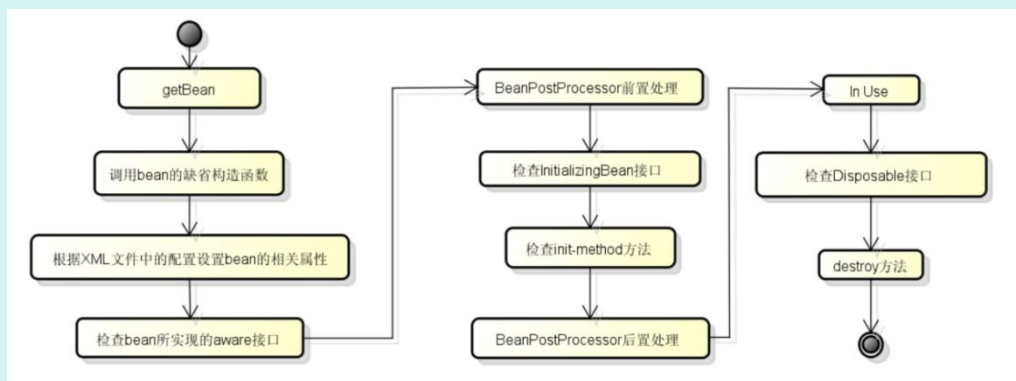 getBean
调用bean的缺省构造函数
根据XML文件中的配置设置bean的相关属性
检查bean所实现的aware接口
BeanPostProcessor前置处理
检查InitializingBean接口
检查init-method方法
BeanPostProcessor后置处理
In Use
检查Disposable接口
destroy方法